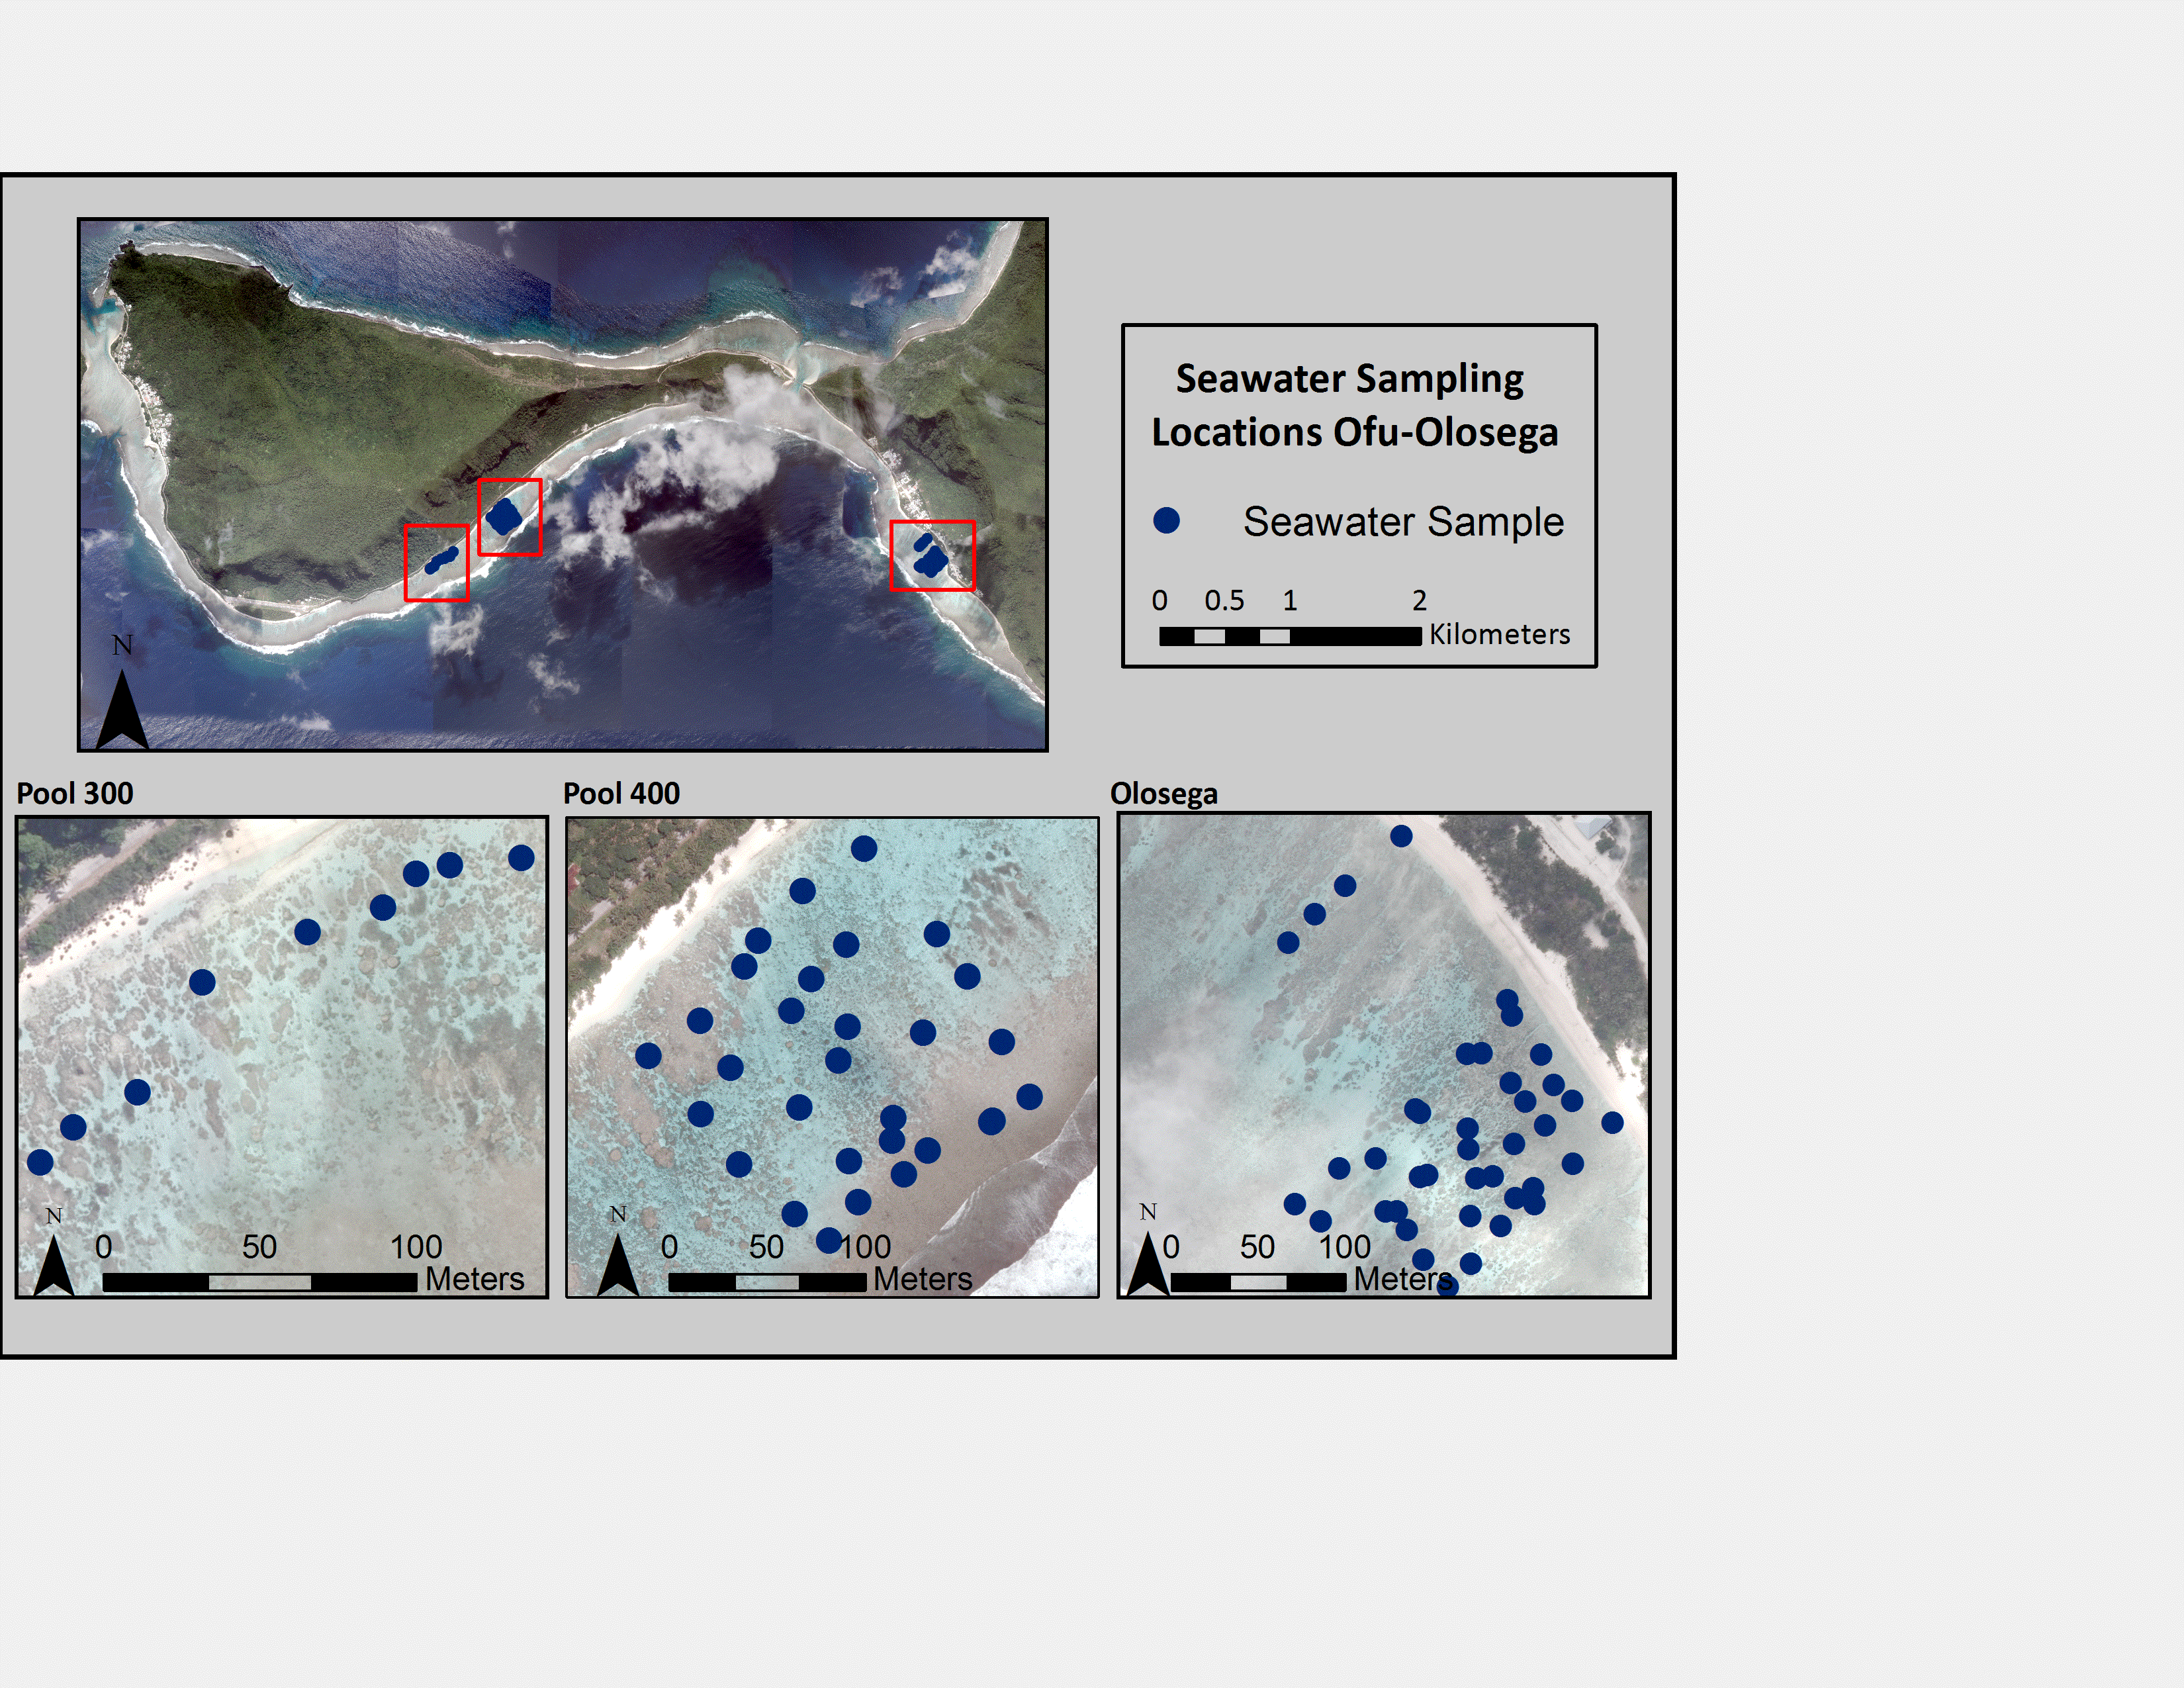 Seawater Sampling
Locations Ofu-Olosega
Seawater Sample
0 0.5 1 2
Kilometers
N
Pool 300
N
0 50 100
Meters
Pool 400
N
0 50 100
Meters
Olosega
N
0 50 100
Meters